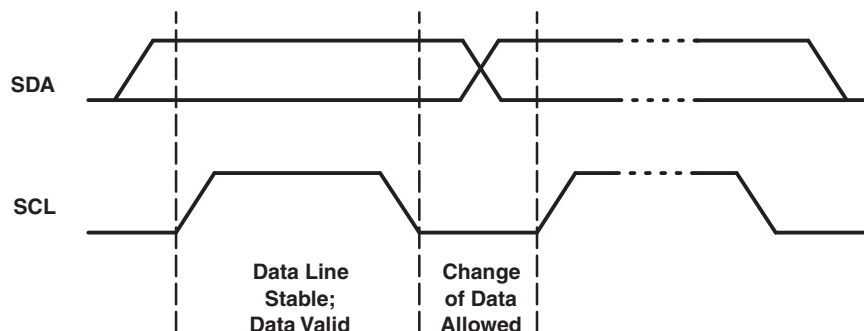 SDA
SCL
Data Line
Stable;
Data Valid
Change
of Data
Allowed